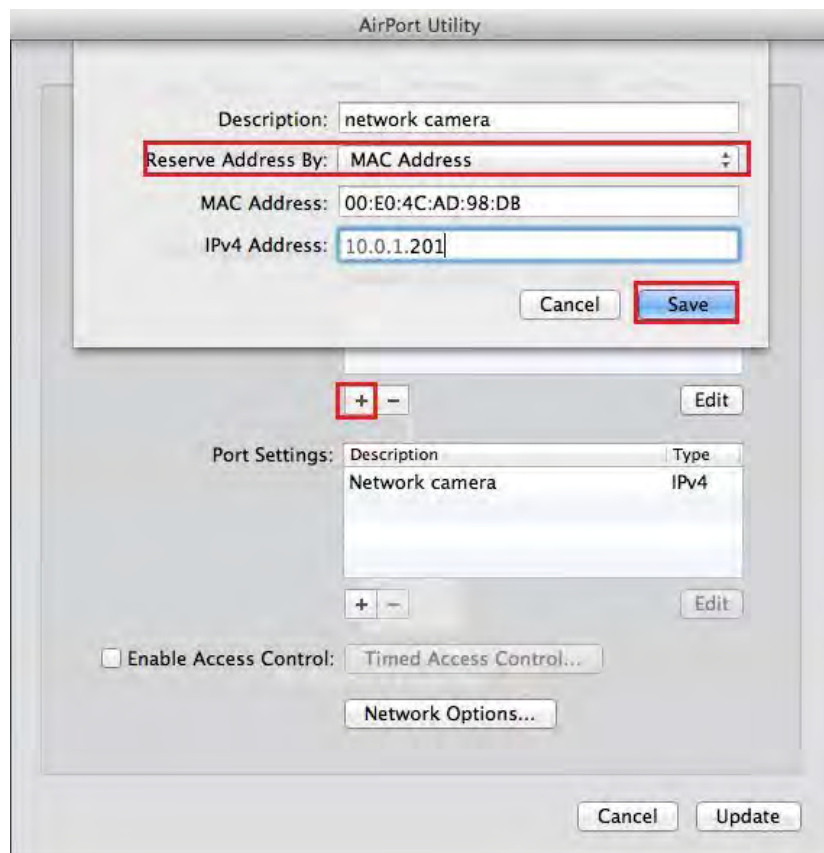 AirPort Utility
Description: network camera
Reserve Address By: MAC Address
MAC Address: 00:E0:4C:AD:98:DB
IPv4 Address: 10.0.1.201
Cancel Save
+ − Edit
Port Settings: Description Type
Network camera IPv4
+ − Edit
Enable Access Control: Timed Access Control...
Network Options...
Cancel Update